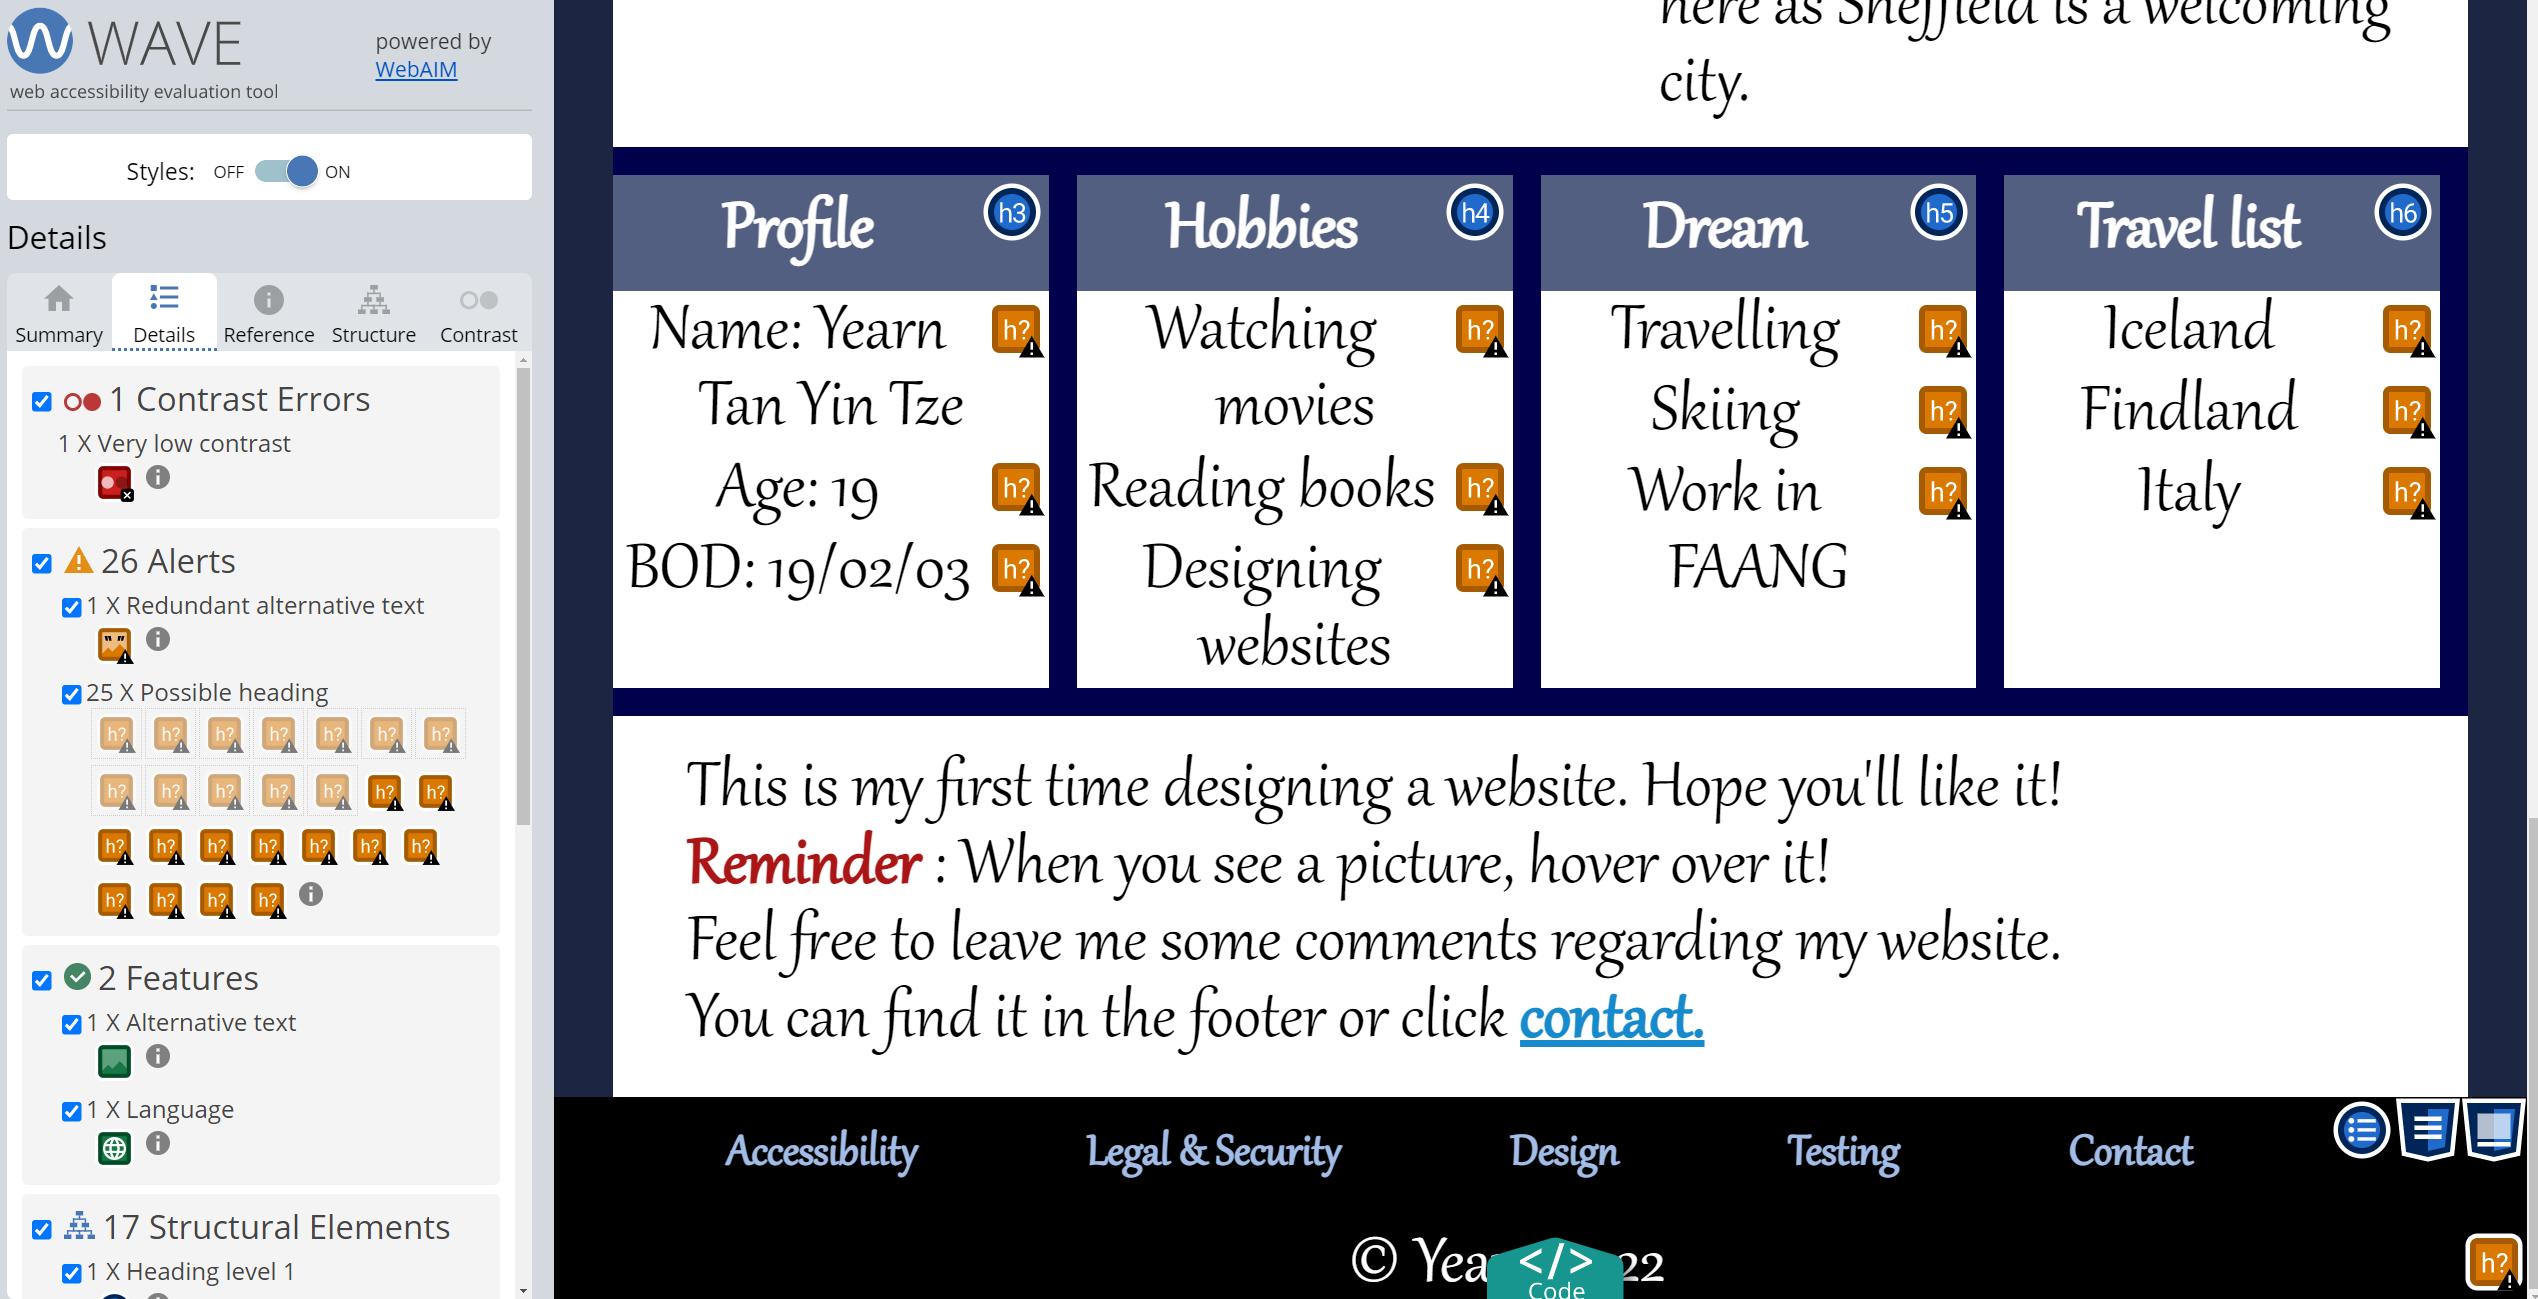 WAVE
powered by
WebAIM
web accessibility evaluation tool
Styles: OFF ON
Details
Summary Details Reference Structure Contrast
1 Contrast Errors
1 X Very low contrast
26 Alerts
1 X Redundant alternative text
25 X Possible heading
h? h? h? h? h? h? h?
h? h? h? h? h? h? h?
h? h? h? h? h? h? h?
h? h? h? h?
2 Features
1 X Alternative text
1 X Language
17 Structural Elements
1 X Heading level 1
here as Sheffield is a welcoming
city.
Profile h3
Name: Yearn h?
Tan Yin Tze
Age: 19 h?
BOD: 19/02/03 h?
Hobbies h4
Watching h?
movies
Reading books h?
Designing h?
websites
Dream h5
Travelling h?
Skiing h?
Work in h?
FAANG
Travel list h6
Iceland h?
Findland h?
Italy h?
This is my first time designing a website. Hope you'll like it!
Reminder : When you see a picture, hover over it!
Feel free to leave me some comments regarding my website.
You can find it in the footer or click contact.
Accessibility Legal & Security Design Testing Contact
© Yea 22 h?
</> Code